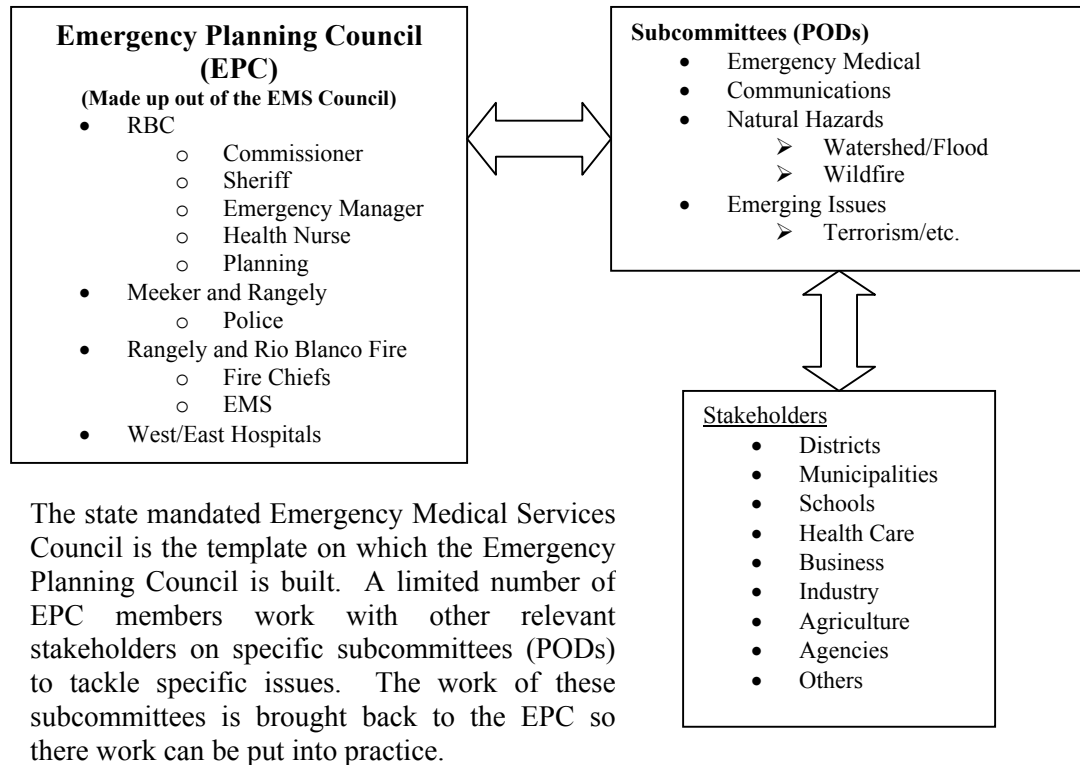 Emergency Planning Council
(EPC)
(Made up out of the EMS Council)
• RBC
o Commissioner
o Sheriff
o Emergency Manager
o Health Nurse
o Planning
• Meeker and Rangely
o Police
• Rangely and Rio Blanco Fire
o Fire Chiefs
o EMS
• West/East Hospitals
Subcommittees (PODs)
• Emergency Medical
• Communications
• Natural Hazards
➢ Watershed/Flood
➢ Wildfire
• Emerging Issues
➢ Terrorism/etc.
Stakeholders
• Districts
• Municipalities
• Schools
• Health Care
• Business
• Industry
• Agriculture
• Agencies
• Others
The state mandated Emergency Medical Services
Council is the template on which the Emergency
Planning Council is built. A limited number of
EPC members work with other relevant
stakeholders on specific subcommittees (PODs)
to tackle specific issues. The work of these
subcommittees is brought back to the EPC so
there work can be put into practice.